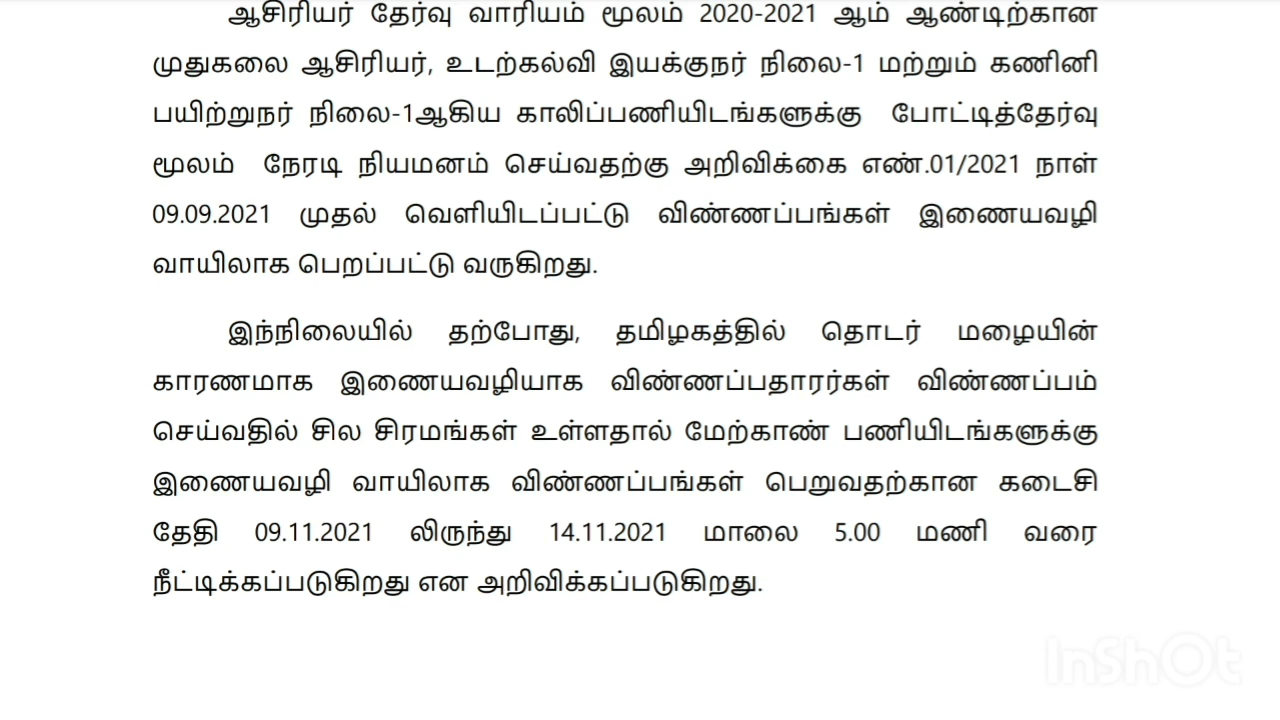 ஆசிரியர் தேர்வு வாரியம் மூலம் 2020-2021 ஆம் ஆண்டிற்கான
முதுகலை ஆசிரியர், உடற்கல்வி இயக்குநர் நிலை-1 மற்றும் கணினி
பயிற்றுநர் நிலை-1ஆகிய காலிப்பணியிடங்களுக்கு போட்டித்தேர்வு
மூலம் நேரடி நியமனம் செய்வதற்கு அறிவிக்கை எண்.01/2021 நாள்
09.09.2021 முதல் வெளியிடப்பட்டு விண்ணப்பங்கள் இணையவழி
வாயிலாக பெறப்பட்டு வருகிறது.
இந்நிலையில் தற்போது, தமிழகத்தில் தொடர் மழையின்
காரணமாக இணையவழியாக விண்ணப்பதாரர்கள் விண்ணப்பம்
செய்வதில் சில சிரமங்கள் உள்ளதால் மேற்காண் பணியிடங்களுக்கு
இணையவழி வாயிலாக விண்ணப்பங்கள் பெறுவதற்கான கடைசி
தேதி 09.11.2021 லிருந்து 14.11.2021 மாலை 5.00 மணி வரை
நீட்டிக்கப்படுகிறது என அறிவிக்கப்படுகிறது.
InShOt